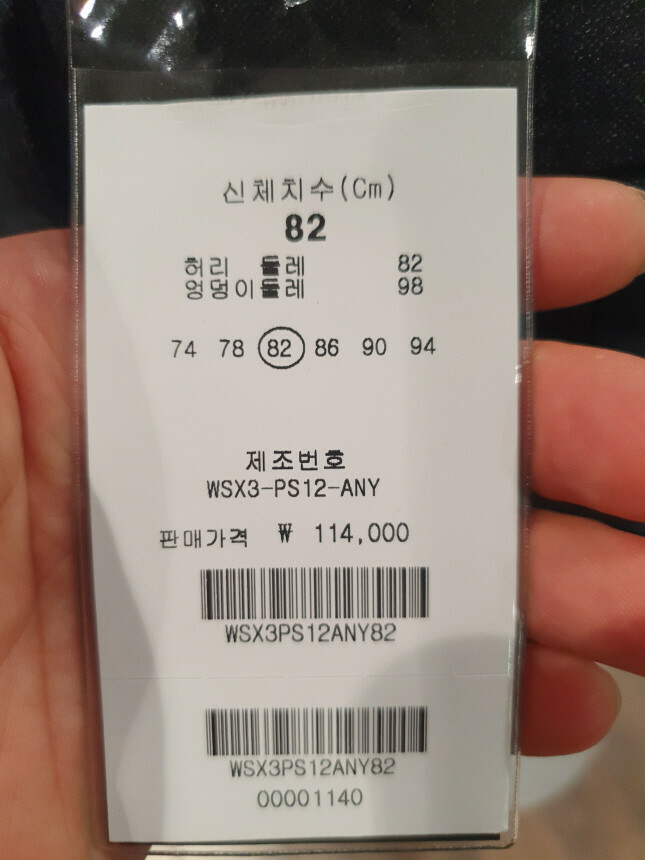 신체치수(Cm)
82
허리 둘레 82
엉덩이둘레 98
74 78 82 86 90 94
제조번호
WSX3-PS12-ANY
판매가격 ₩ 114,000
WSX3PS12ANY82
WSX3PS12ANY82
00001140